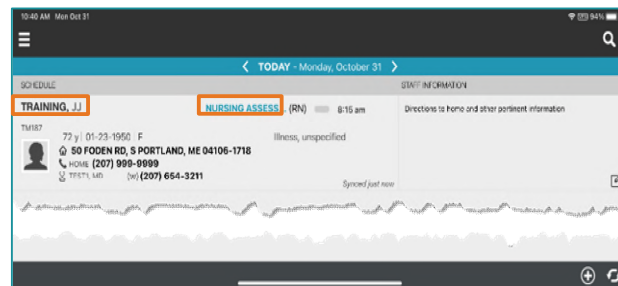 10:40 AM Mon Oct 31
94%
TODAY - Monday, October 31
SCHEDULE
STAFF INFORMATION
TRAINING, JJ
NURSING ASSESS... (RN) 8:15 am
Directions to home and other pertinent information
TM187
72 y 01-23-1950 F
Illness, unspecified
50 FODEN RD, S PORTLAND, ME 04106-1718
HOME (207) 999-9999
TEST1, MD (w) (207) 654-3211
Synced just now